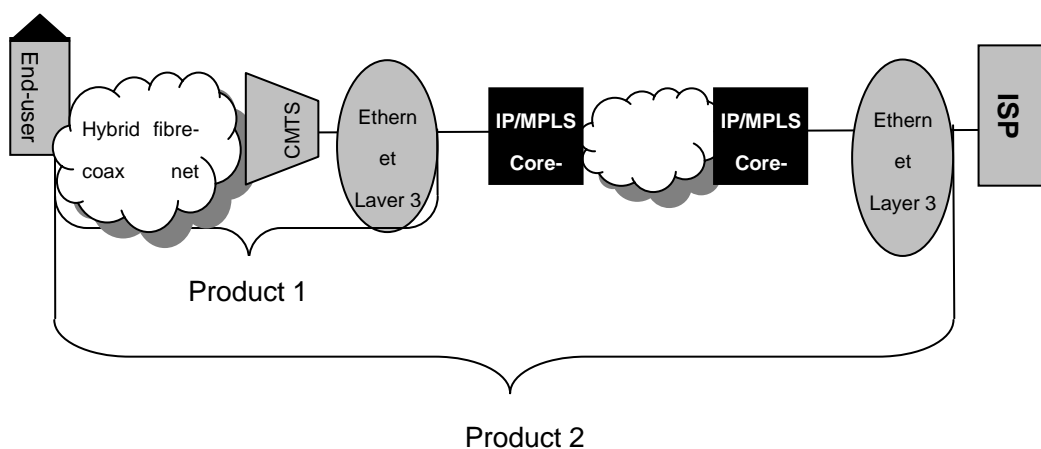 End-user
Hybrid fibre-
coax net
CMTS
Ethern
et
Layer 3
IP/MPLS
Core-
IP/MPLS
Core-
Ethern
et
Layer 3
ISP
Product 1
Product 2